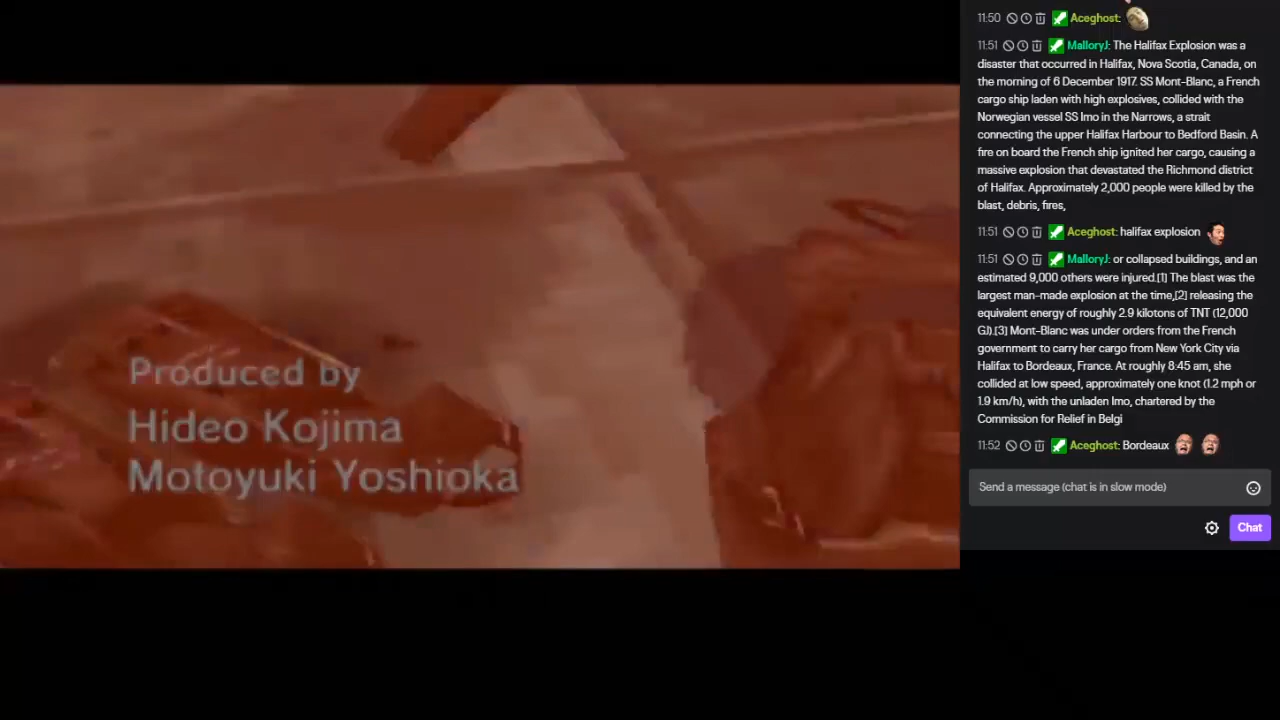 Produced by
Hideo Kojima
Motoyuki Yoshioka
11:50 Aceghost:
11:51 MalloryJ: The Halifax Explosion was a
disaster that occurred in Halifax, Nova Scotia, Canada, on
the morning of 6 December 1917. SS Mont-Blanc, a French
cargo ship laden with high explosives, collided with the
Norwegian vessel SS Imo in the Narrows, a strait
connecting the upper Halifax Harbour to Bedford Basin. A
fire on board the French ship ignited her cargo, causing a
massive explosion that devastated the Richmond district
of Halifax. Approximately 2,000 people were killed by the
blast, debris, fires,
11:51 Aceghost: halifax explosion
11:51 MalloryJ: or collapsed buildings, and an
estimated 9,000 others were injured.[1] The blast was the
largest man-made explosion at the time,[2] releasing the
equivalent energy of roughly 2.9 kilotons of TNT (12,000
GJ).[3] Mont-Blanc was under orders from the French
government to carry her cargo from New York City via
Halifax to Bordeaux, France. At roughly 8:45 am, she
collided at low speed, approximately one knot (1.2 mph or
1.9 km/h), with the unladen Imo, chartered by the
Commission for Relief in Belgi
11:52 Aceghost: Bordeaux
Send a message (chat is in slow mode)
Chat